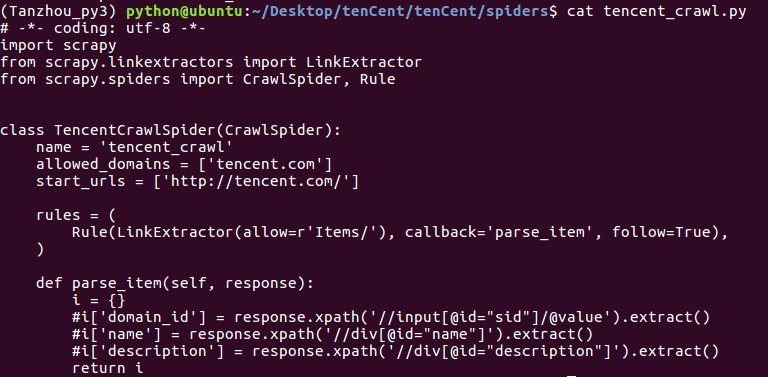 (Tanzhou_py3) python@ubuntu:~/Desktop/tenCent/tenCent/spiders$ cat tencent_crawl.py
# -*- coding: utf-8 -*-
import scrapy
from scrapy.linkextractors import LinkExtractor
from scrapy.spiders import CrawlSpider, Rule


class TencentCrawlSpider(CrawlSpider):
    name = 'tencent_crawl'
    allowed_domains = ['tencent.com']
    start_urls = ['http://tencent.com/']

    rules = (
        Rule(LinkExtractor(allow=r'Items/'), callback='parse_item', follow=True),
    )

    def parse_item(self, response):
        i = {}
        #i['domain_id'] = response.xpath('//input[@id="sid"]/@value').extract()
        #i['name'] = response.xpath('//div[@id="name"]').extract()
        #i['description'] = response.xpath('//div[@id="description"]').extract()
        return i